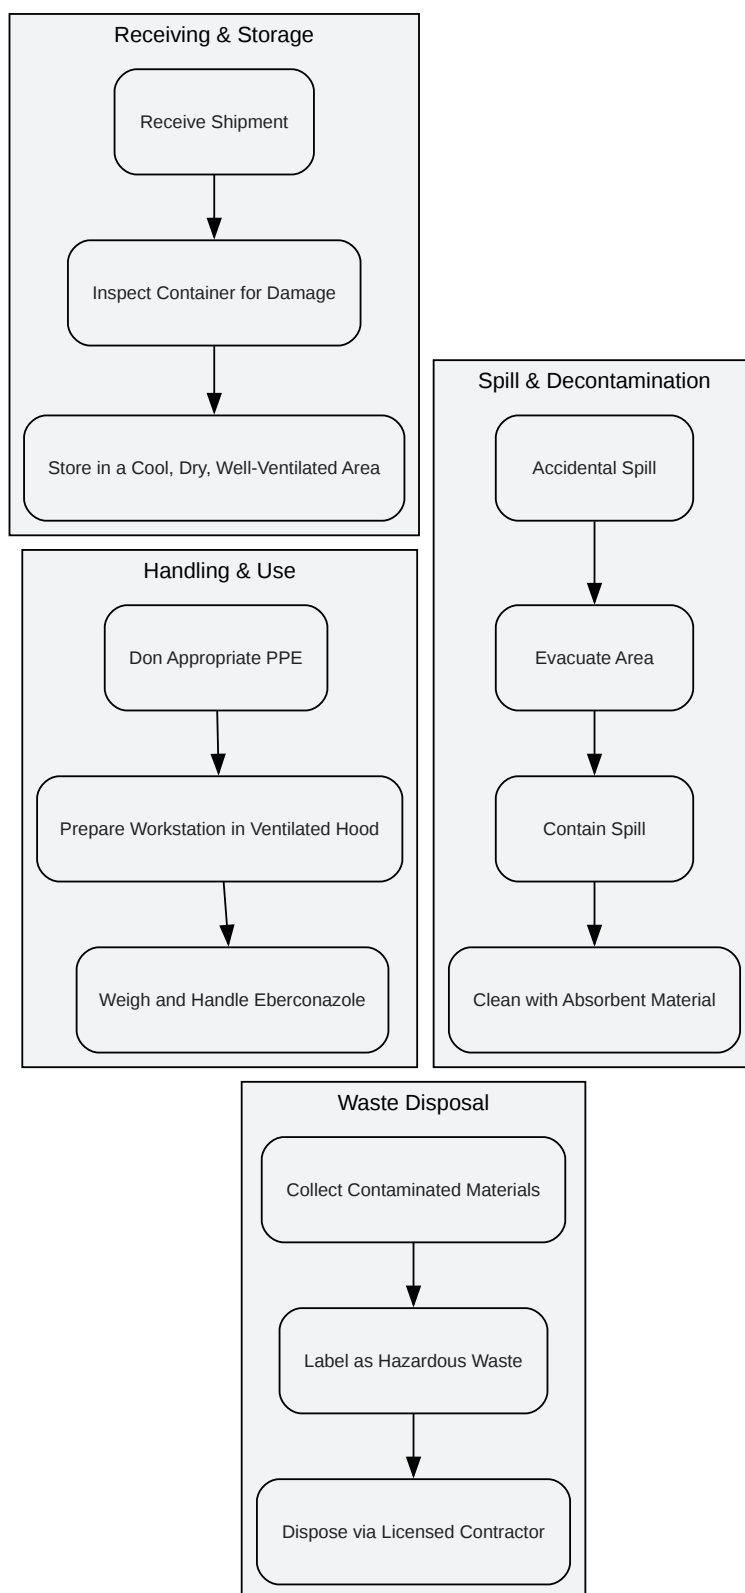 Receiving & Storage
Receive Shipment
Inspect Container for Damage
Store in a Cool, Dry, Well-Ventilated Area
Handling & Use
Don Appropriate PPE
Prepare Workstation in Ventilated Hood
Weigh and Handle Eberconazole
Spill & Decontamination
Accidental Spill
Evacuate Area
Contain Spill
Clean with Absorbent Material
Waste Disposal
Collect Contaminated Materials
Label as Hazardous Waste
Dispose via Licensed Contractor